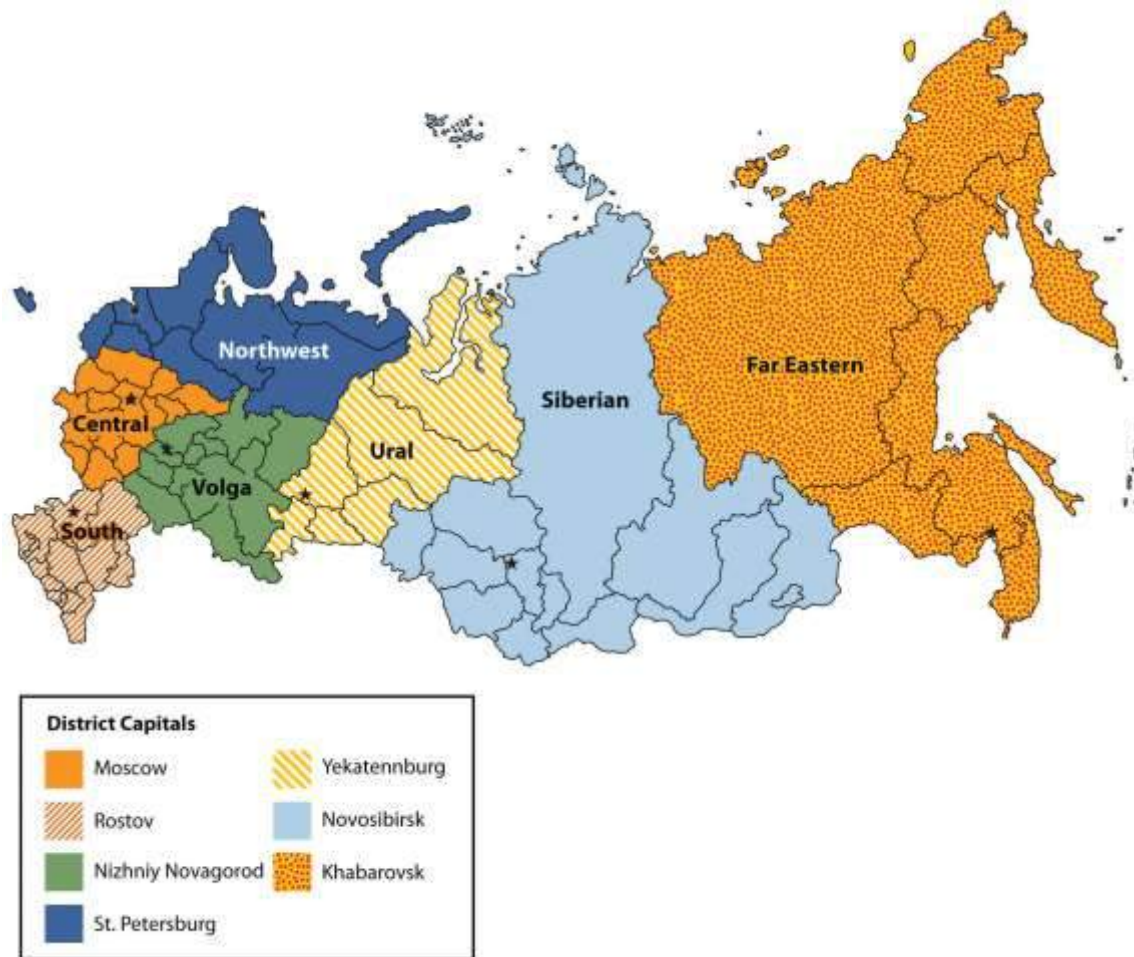 Northwest
Far Eastern
Siberian
Central
Ural
Volga
South
District Capitals
Moscow
Rostov
Nizhniy Novagorod
St. Petersburg
Yekatennburg
Novosibirsk
Khabarovsk